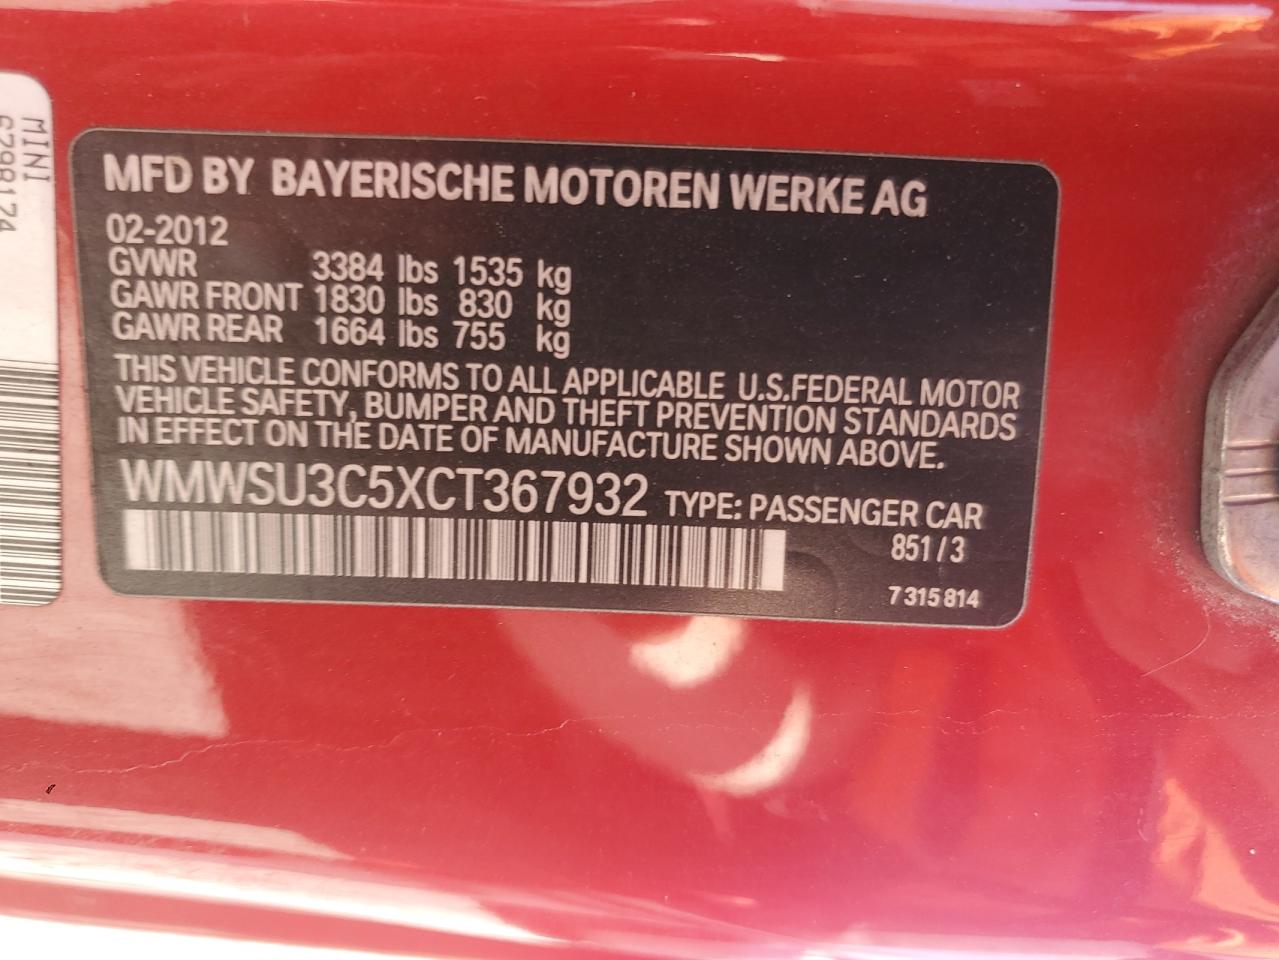 MINI
6798174
MFD BY BAYERISCHE MOTOREN WERKE AG
02-2012
GVWR 3384 lbs 1535 kg
GAWR FRONT 1830 lbs 830 kg
GAWR REAR 1664 lbs 755 kg
THIS VEHICLE CONFORMS TO ALL APPLICABLE U.S.FEDERAL MOTOR
VEHICLE SAFETY, BUMPER AND THEFT PREVENTION STANDARDS
IN EFFECT ON THE DATE OF MANUFACTURE SHOWN ABOVE.
WMWSU3C5XCT367932 TYPE: PASSENGER CAR
851/3
7 315 814